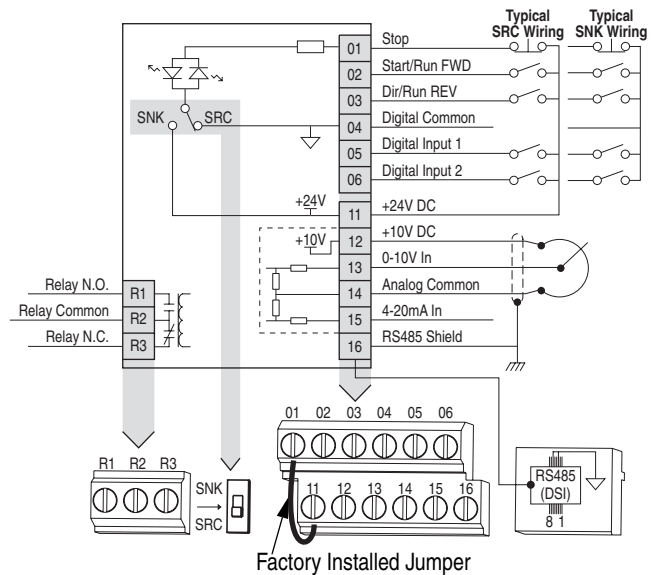 Typical
SRC Wiring
Typical
SNK Wiring
01 Stop
02 Start/Run FWD
03 Dir/Run REV
SNK SRC
04 Digital Common
05 Digital Input 1
06 Digital Input 2
+24V
11 +24V DC
+10V
12 +10V DC
13 0-10V In
14 Analog Common
15 4-20mA In
16 RS485 Shield
Relay N.O. R1
Relay Common R2
Relay N.C. R3
01 02 03 04 05 06
R1 R2 R3
SNK
SRC
11 12 13 14 15 16
RS485
(DSI)
8 1
Factory Installed Jumper